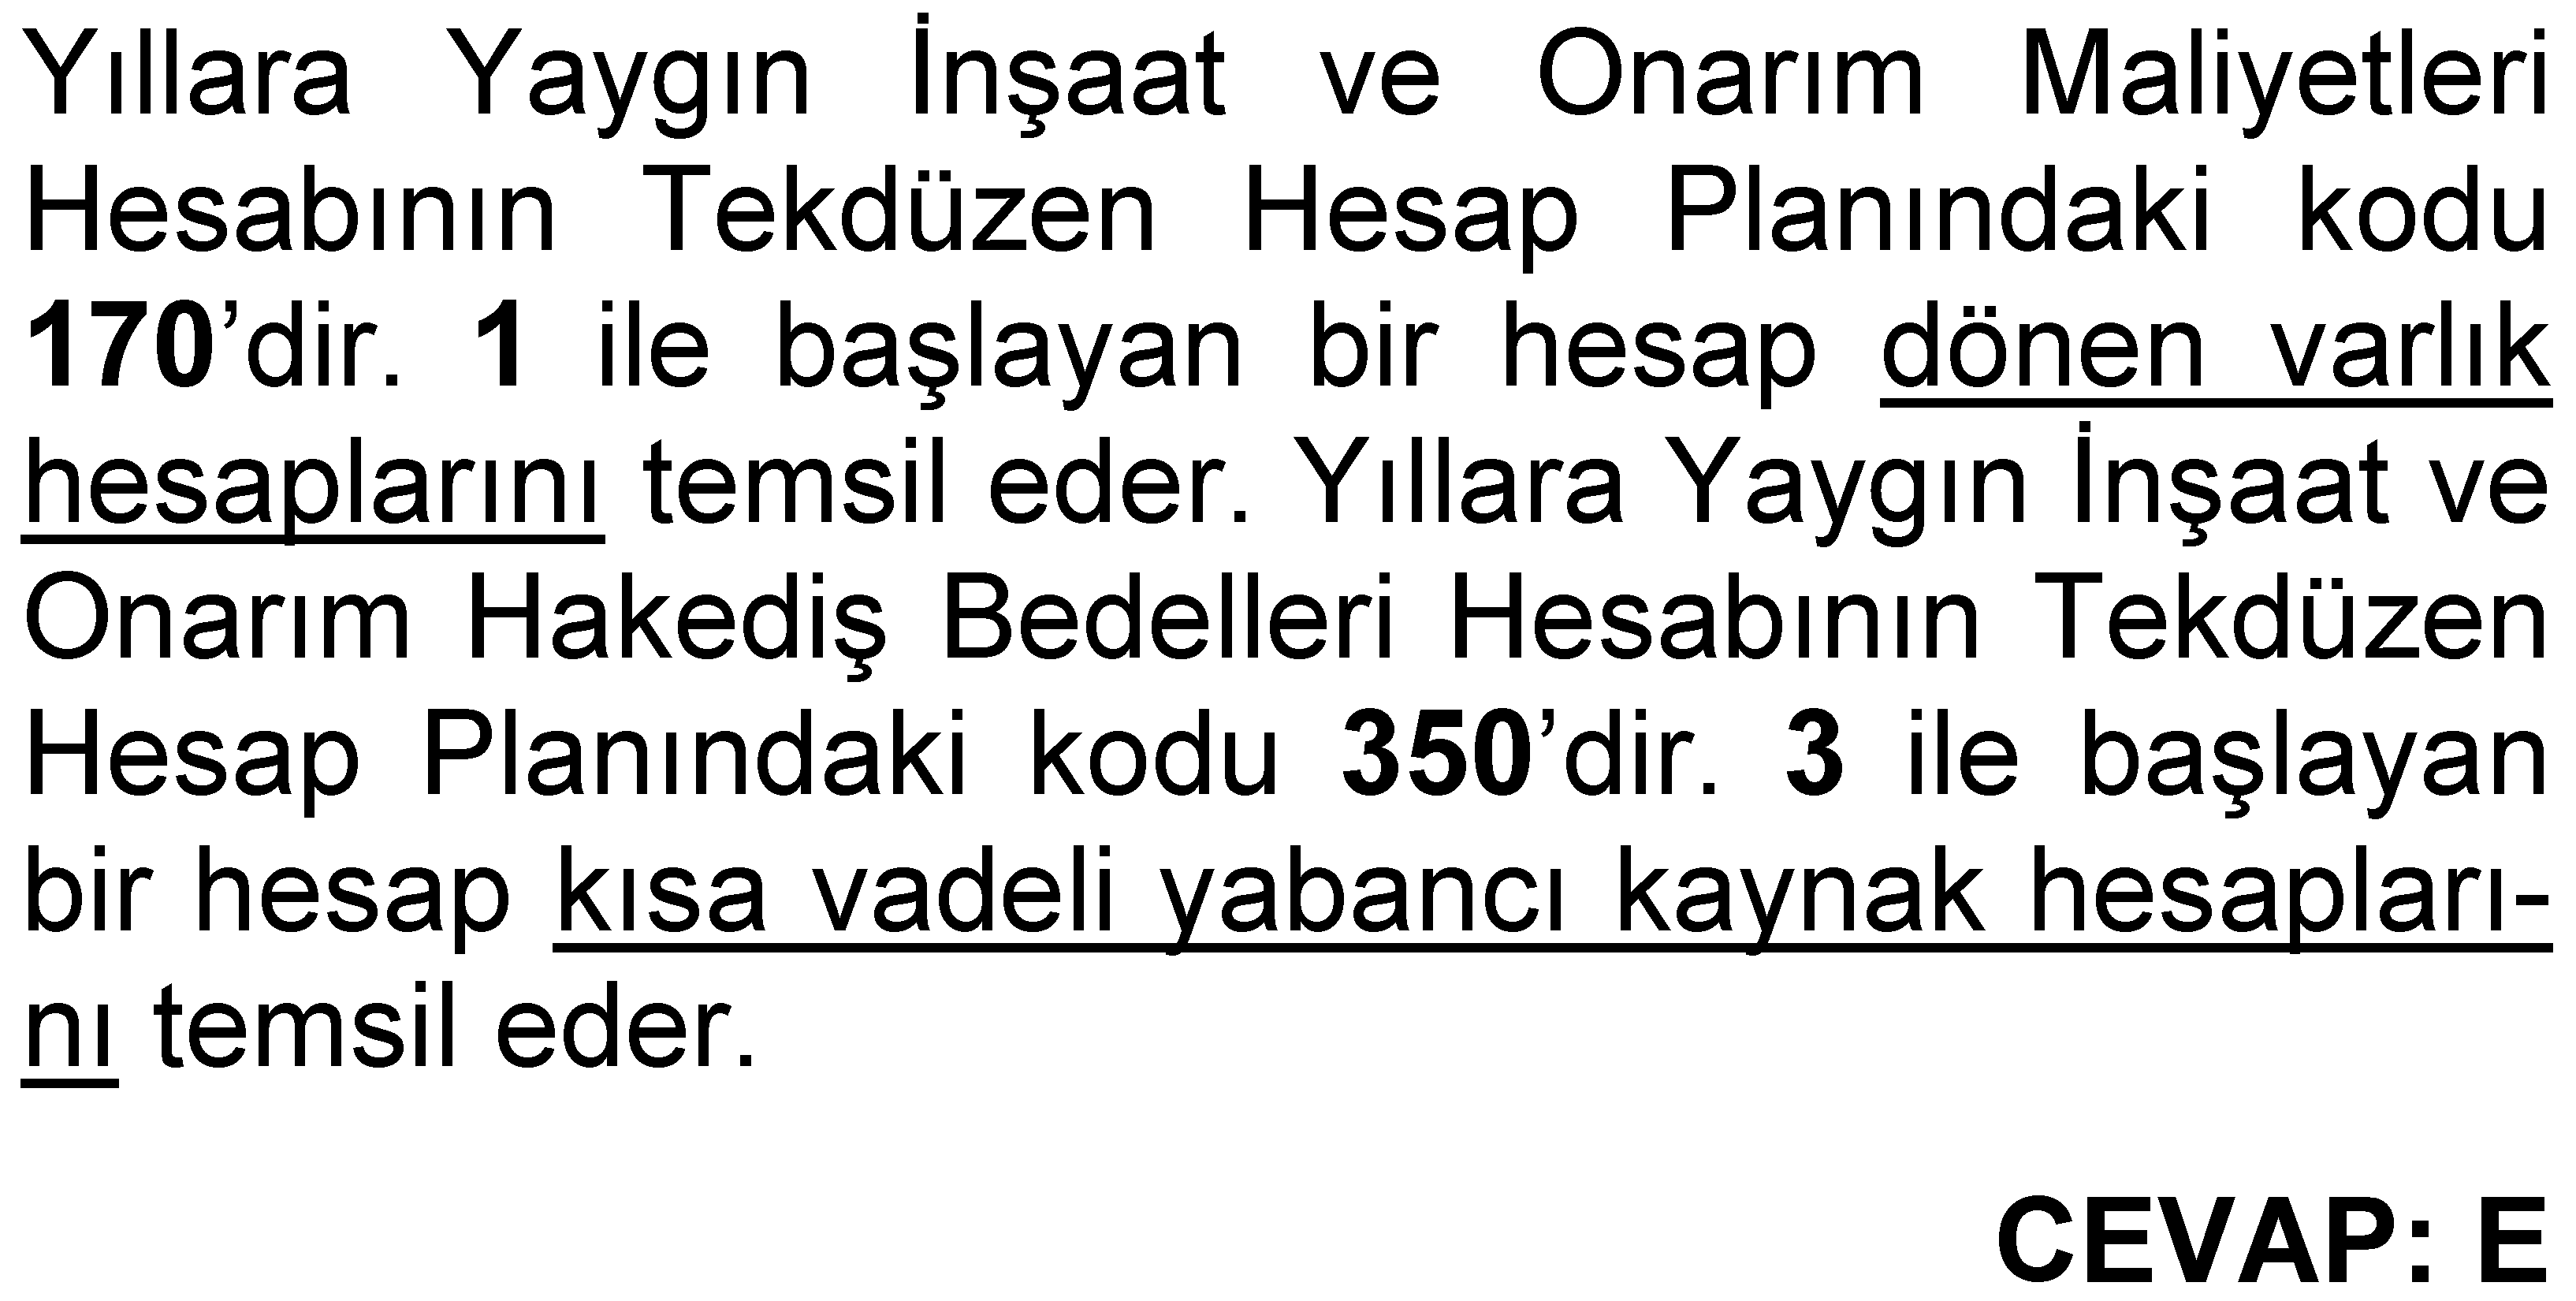 Yıllara Yaygın İnşaat ve Onarım Maliyetleri
Hesabının Tekdüzen Hesap Planındaki kodu
170’dir. 1 ile başlayan bir hesap dönen varlık
hesaplarını temsil eder. Yıllara Yaygın İnşaat ve
Onarım Hakediş Bedelleri Hesabının Tekdüzen
Hesap Planındaki kodu 350’dir. 3 ile başlayan
bir hesap kısa vadeli yabancı kaynak hesapları-
nı temsil eder.
CEVAP: E